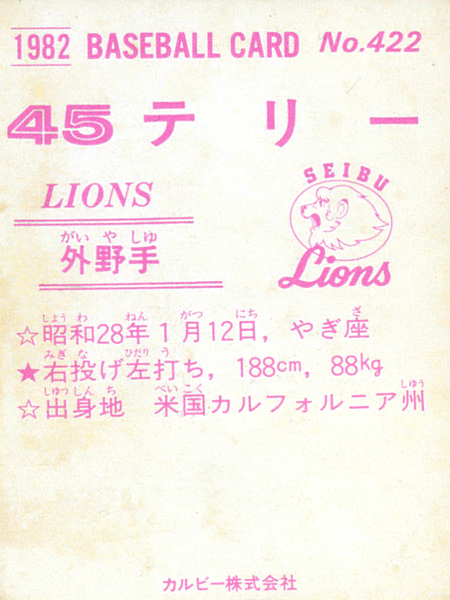 1982 BASEBALL CARD No.422
45 テリー
SEIBU
LIONS
Lions
がいやしゅ
外野手
しょうわ ねん がつ にち ざ
☆昭和28年1月12日, やぎ座
みぎな ひだりう
★右投げ左打ち, 188cm, 88kg
しゅっしんち べいこく しゅう
☆出身地 米国カルフォルニア州
カルビー株式会社